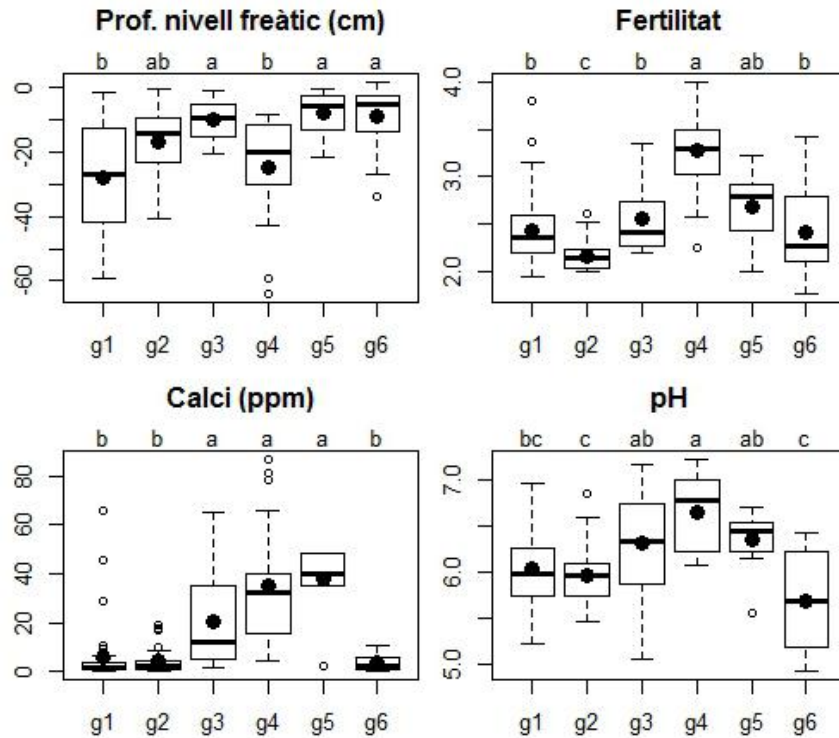 Prof. nivell freàtic (cm)
b ab a b a a
0
-20
-40
-60
g1 g2 g3 g4 g5 g6
Fertilitat
b c b a ab b
4.0
3.0
2.0
g1 g2 g3 g4 g5 g6
Calci (ppm)
b b a a a b
80
60
40
20
0
g1 g2 g3 g4 g5 g6
pH
bc c ab a ab c
7.0
6.0
5.0
g1 g2 g3 g4 g5 g6